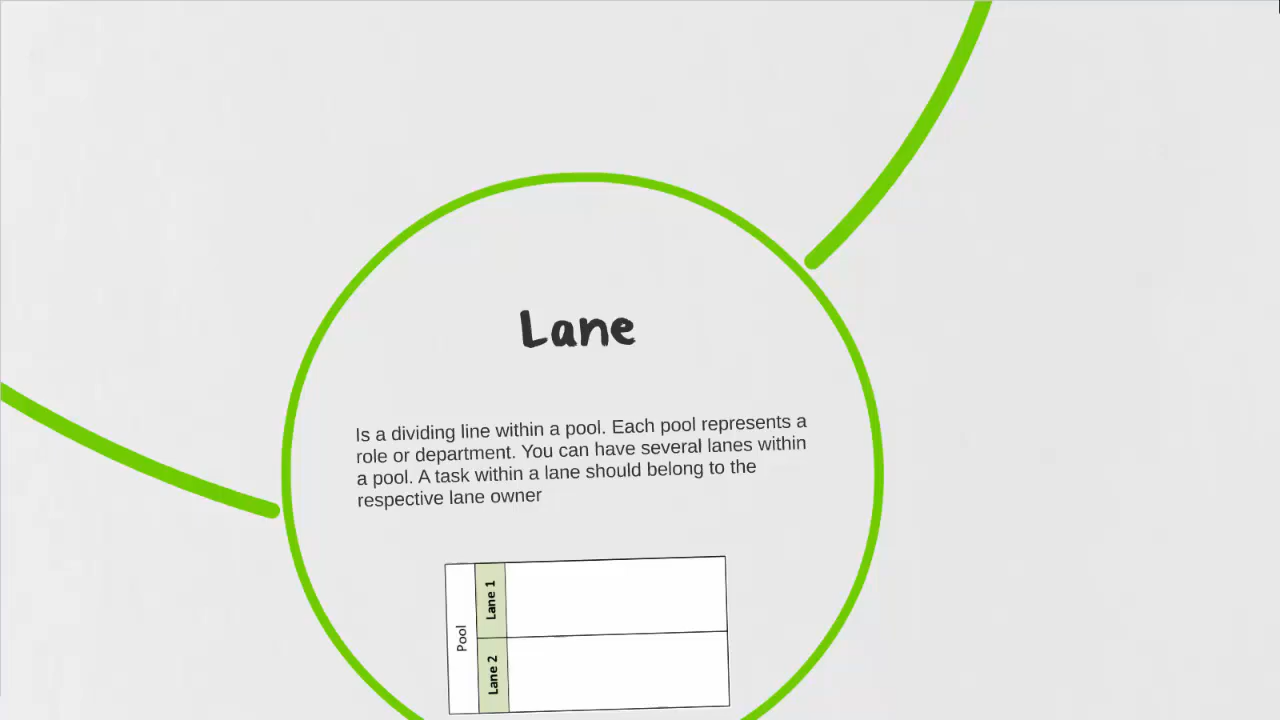 Lane
Is a dividing line within a pool. Each pool represents a
role or department. You can have several lanes within
a pool. A task within a lane should belong to the
respective lane owner
Pool
Lane 1
Lane 2